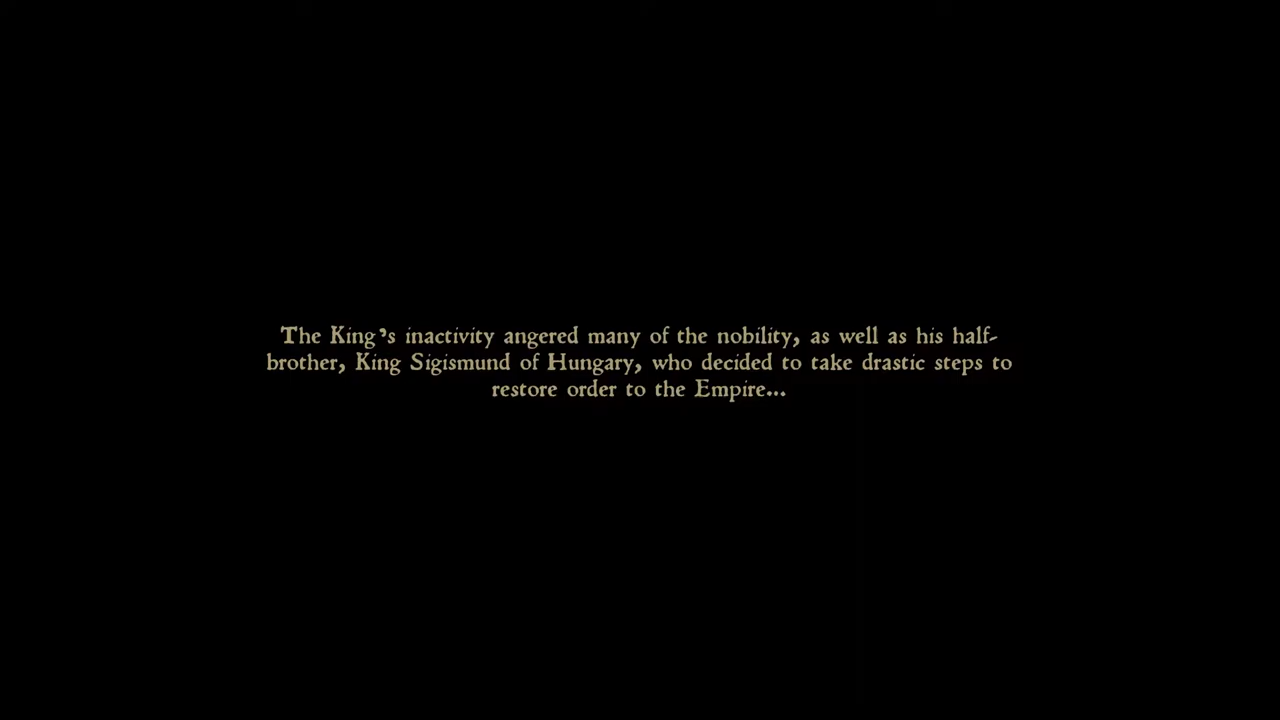 The King's inactivity angered many of the nobility, as well as his half-
brother, King Sigismund of Hungary, who decided to take drastic steps to
restore order to the Empire...